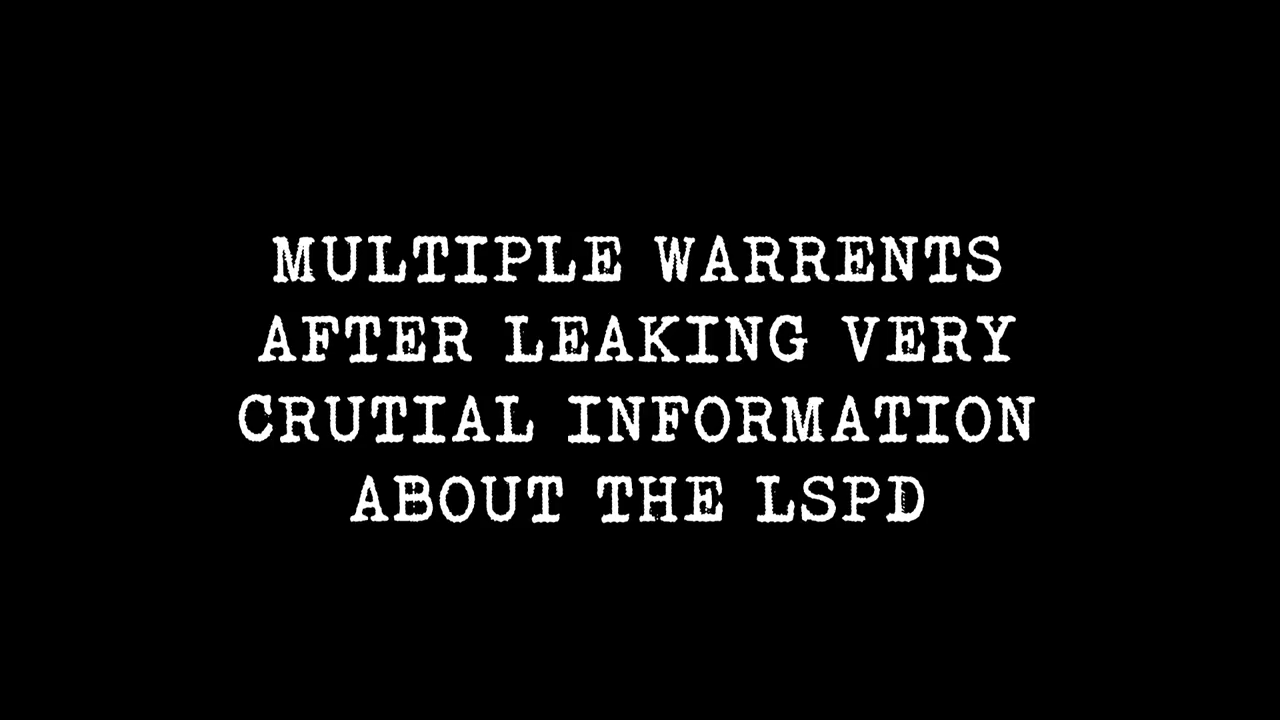 MULTIPLE WARRENTS
AFTER LEAKING VERY
CRUTIAL INFORMATION
ABOUT THE LSPD